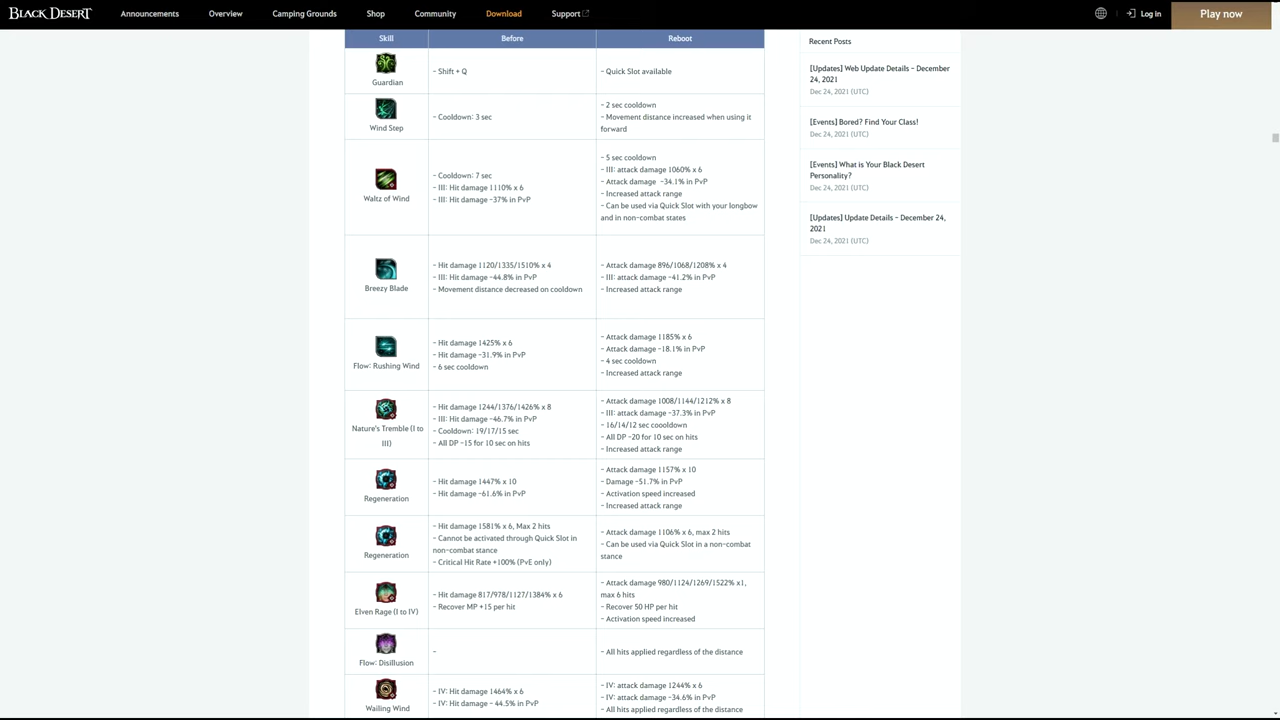 BLACK DESERT
Announcements
Overview
Camping Grounds
Shop
Community
Download
Support
Log in
Play now
Skill
Before
Reboot
Guardian
- Shift + Q
- Quick Slot available
Wind Step
- Cooldown: 3 sec
- 2 sec cooldown
- Movement distance increased when using it
forward
Waltz of Wind
- Cooldown: 7 sec
- III: Hit damage 1110% x 6
- III: Hit damage -37% in PvP
- 5 sec cooldown
- III: attack damage 1060% x 6
- Attack damage -34.1% in PvP
- Increased attack range
- Can be used via Quick Slot with your longbow
and in non-combat states
Breezy Blade
- Hit damage 1120/1335/1510% x 4
- III: Hit damage -44.8% in PvP
- Movement distance decreased on cooldown
- Attack damage 896/1068/1208% x 4
- III: attack damage -41.2% in PvP
- Increased attack range
Flow: Rushing Wind
- Hit damage 1425% x 6
- Hit damage -31.9% in PvP
- 6 sec cooldown
- Attack damage 1185% x 6
- Attack damage -18.1% in PvP
- 4 sec cooldown
- Increased attack range
Nature's Tremble (I to
III)
- Hit damage 1244/1376/1426% x 8
- III: Hit damage -46.7% in PvP
- Cooldown: 19/17/15 sec
- All DP -15 for 10 sec on hits
- Attack damage 1008/1144/1212% x 8
- III: attack damage -37.3% in PvP
- 16/14/12 sec coooldown
- All DP -20 for 10 sec on hits
- Increased attack range
Regeneration
- Hit damage 1447% x 10
- Hit damage -61.6% in PvP
- Attack damage 1157% x 10
- Damage -51.7% in PvP
- Activation speed increased
- Increased attack range
Regeneration
- Hit damage 1581% x 6, Max 2 hits
- Cannot be activated through Quick Slot in
non-combat stance
- Critical Hit Rate +100% (PvE only)
Attack damage 1106% x 6, max 2 hits
- Can be used via Quick Slot in a non-combat
stance
Elven Rage (I to IV)
- Hit damage 817/978/1127/1384% x 6
- Recover MP +15 per hit
- Attack damage 980/1124/1269/1522% x1,
max 6 hits
- Recover 50 HP per hit
- Activation speed increased
Flow: Disillusion
-
- All hits applied regardless of the distance
Wailing Wind
- IV: Hit damage 1464% x 6
- IV: Hit damage - 44.5% in PvP
- IV: attack damage 1244% x 6
- IV: attack damage -34.6% in PvP
- All hits applied regardless of the distance
Recent Posts
[Updates] Web Update Details - December
24, 2021
Dec 24, 2021 (UTC)
[Events] Bored? Find Your Class!
Dec 24, 2021 (UTC)
[Events] What is Your Black Desert
Personality?
Dec 24, 2021 (UTC)
[Updates] Update Details - December 24,
2021
Dec 24, 2021 (UTC)